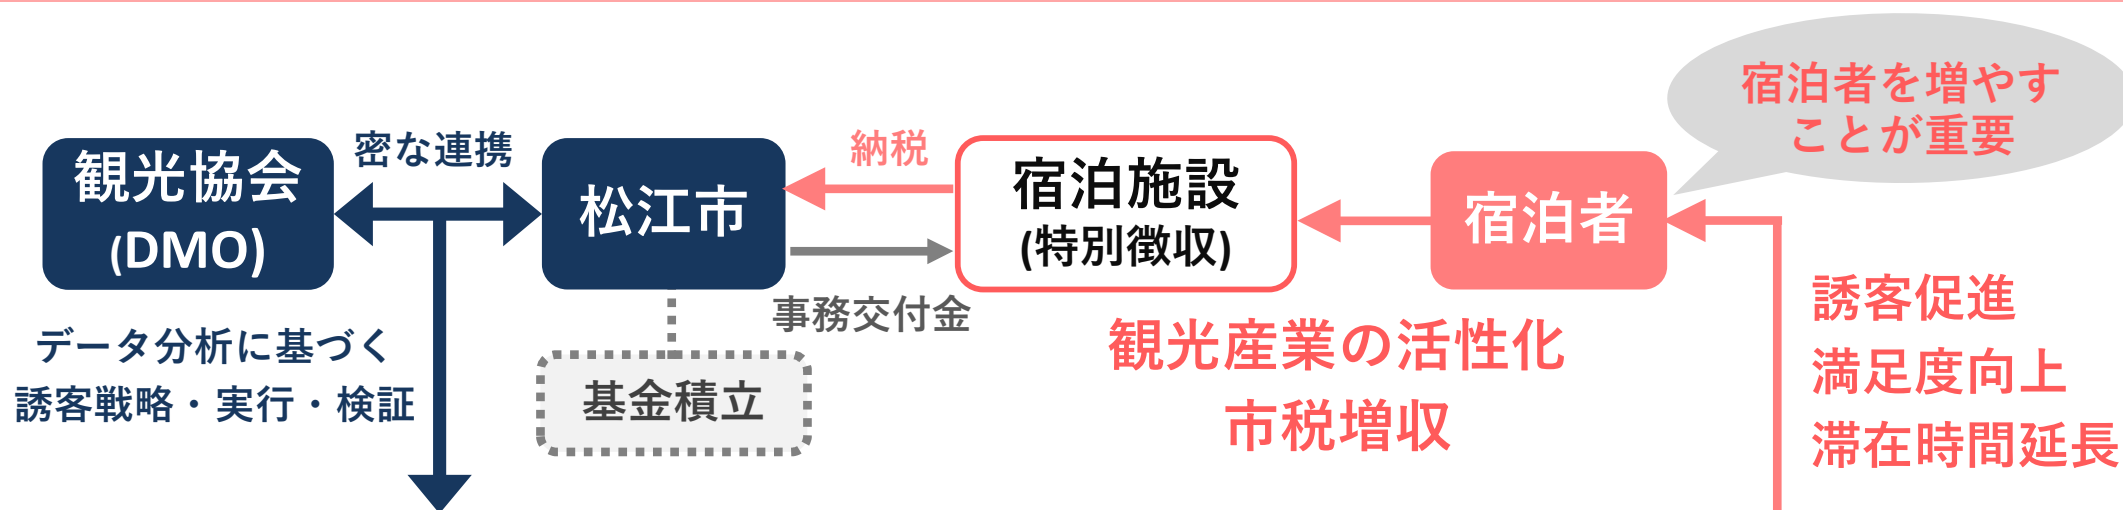 宿泊者を増やす
ことが重要
観光協会
(DMO)
密な連携
松江市
納税
事務交付金
宿泊施設
(特別徴収)
宿泊者
データ分析に基づく
誘客戦略・実行・検証
基金積立
観光産業の活性化
市税増収
誘客促進
満足度向上
滞在時間延長